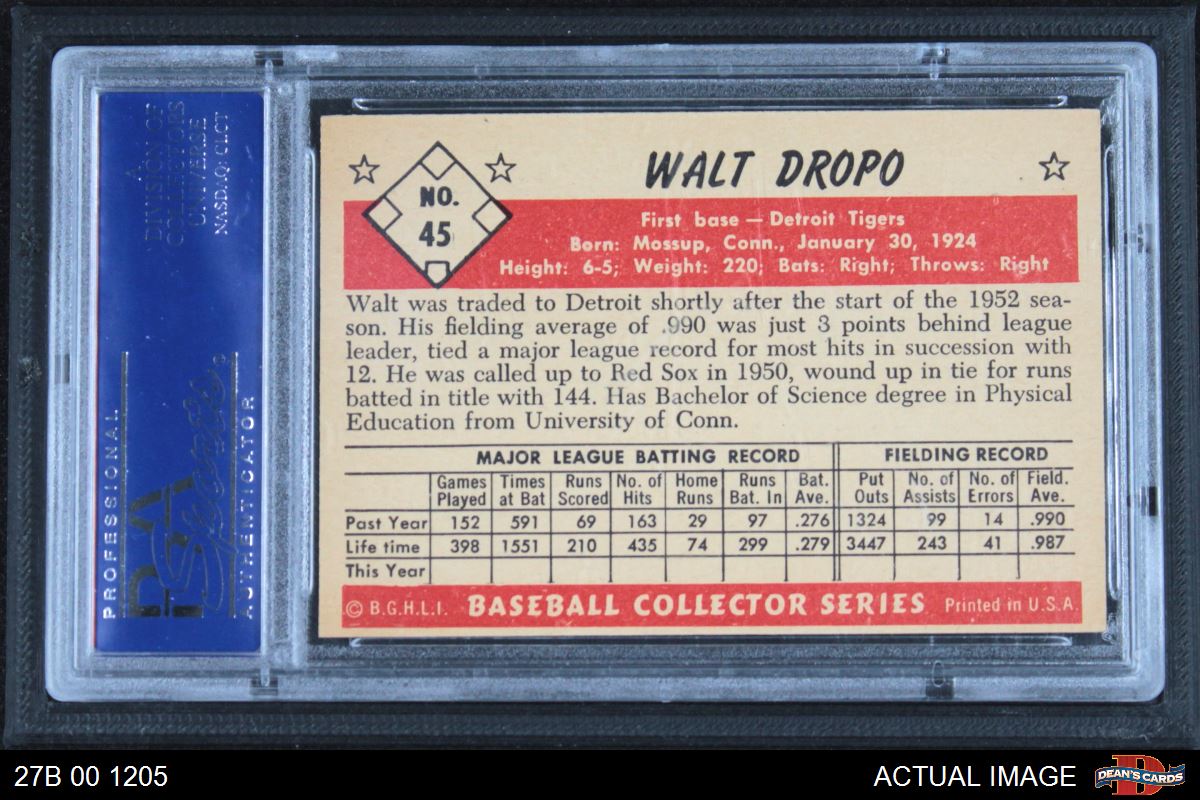 A
DIVISION OF
COLLECTORS
UNIVERSE
NASDAQ: CLCT
PROFESSIONAL
PSA
Sports
AUTHENTICATOR
NO.
45
WALT DROPO
First base — Detroit Tigers
Born: Mossup, Conn., January 30, 1924
Height: 6-5; Weight: 220; Bats: Right; Throws: Right
Walt was traded to Detroit shortly after the start of the 1952 sea-
son. His fielding average of .990 was just 3 points behind league
leader, tied a major league record for most hits in succession with
12. He was called up to Red Sox in 1950, wound up in tie for runs
batted in title with 144. Has Bachelor of Science degree in Physical
Education from University of Conn.
MAJOR LEAGUE BATTING RECORD FIELDING RECORD
Games Times Runs No. of Home Runs Bat. Put No. of No. of Field.
Played at Bat Scored Hits Runs Bat. In Ave. Outs Assists Errors Ave.
Past Year 152 591 69 163 29 97 .276 1324 99 14 .990
Life time 398 1551 210 435 74 299 .279 3447 243 41 .987
This Year
© B.G.H.L.I. BASEBALL COLLECTOR SERIES Printed in U.S.A.
27B 00 1205
ACTUAL IMAGE
DEAN'S CARDS